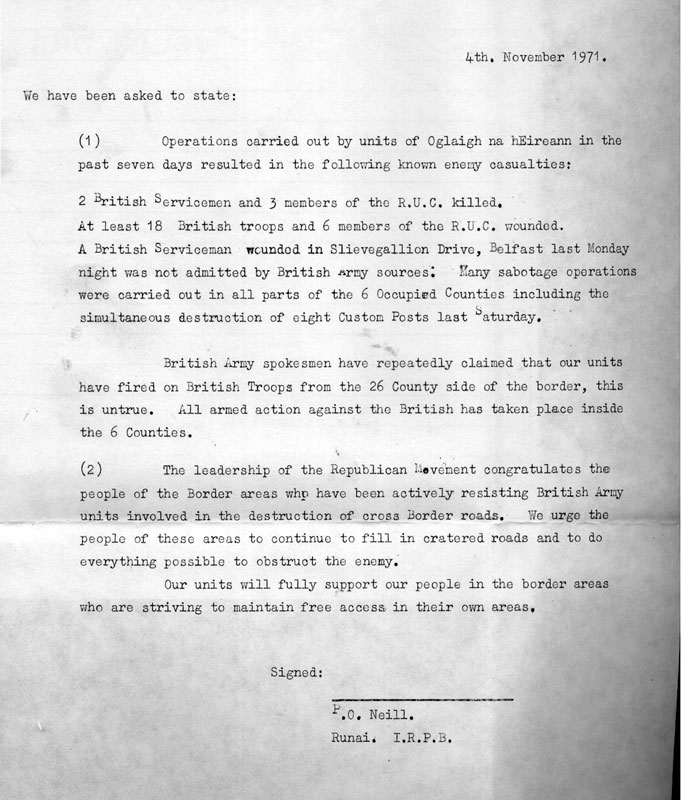 4th. November 1971.
We have been asked to state:
(1) Operations carried out by units of Oglaigh na hEireann in the
past seven days resulted in the following known enemy casualties:
2 British Servicemen and 3 members of the R.U.C. killed.
At least 18 British troops and 6 members of the R.U.C. wounded.
A British Serviceman wounded in Slievegallion Drive, Belfast last Monday
night was not admitted by British Army sources. Many sabotage operations
were carried out in all parts of the 6 Occupied Counties including the
simultaneous destruction of eight Custom Posts last Saturday.
British Army spokesmen have repeatedly claimed that our units
have fired on British Troops from the 26 County side of the border, this
is untrue. All armed action against the British has taken place inside
the 6 Counties.
(2) The leadership of the Republican Movement congratulates the
people of the Border areas who have been actively resisting British Army
units involved in the destruction of cross Border roads. We urge the
people of these areas to continue to fill in cratered roads and to do
everything possible to obstruct the enemy.
Our units will fully support our people in the border areas
who are striving to maintain free access in their own areas.
Signed:
P.O. Neill.
Runai. I.R.P.B.